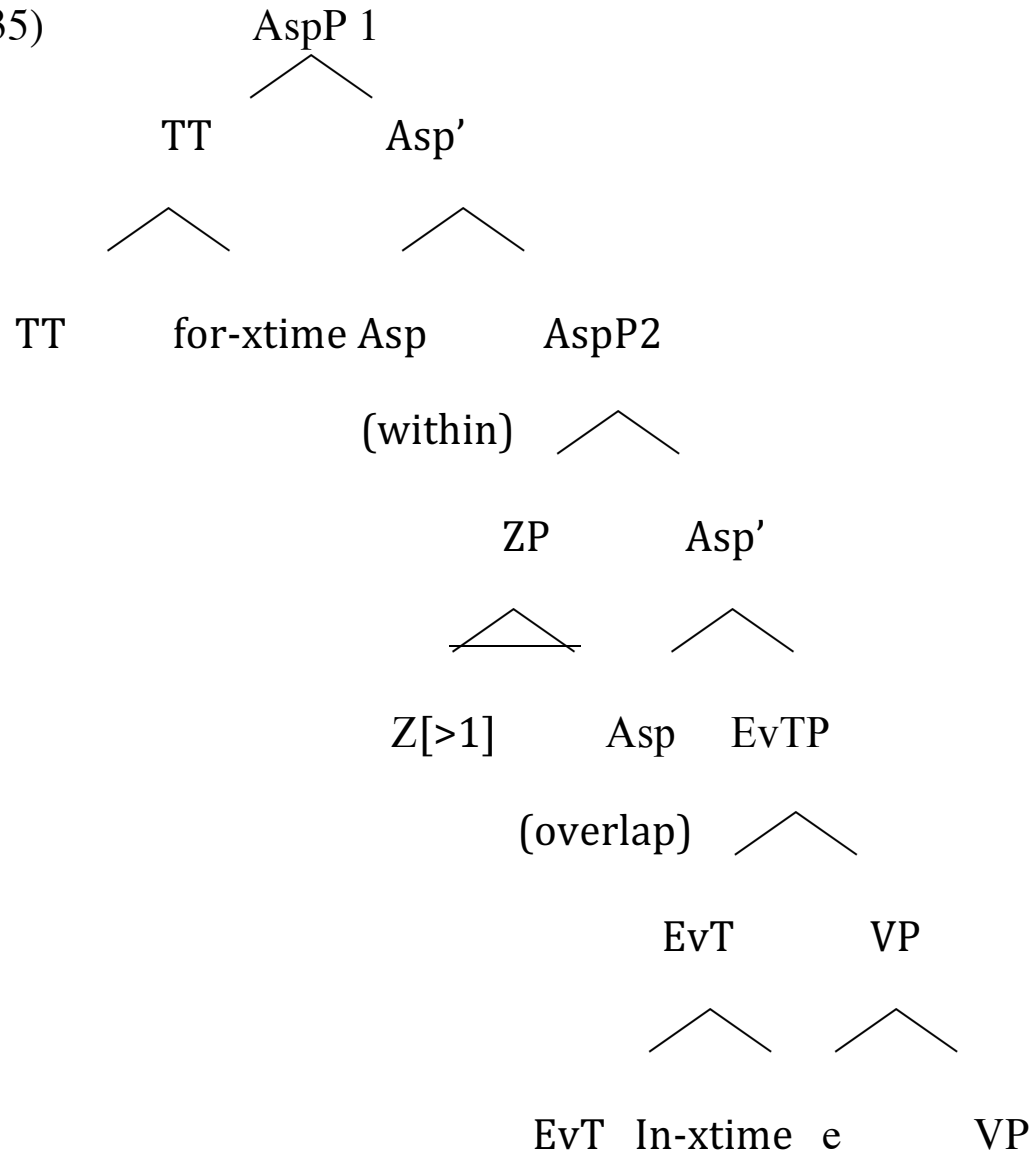 35) AspP 1
TT Asp’
TT for-xtime Asp AspP2
(within)
ZP Asp’
Z[>1] Asp EvTP
(overlap)
EvT VP
EvT In-xtime e VP